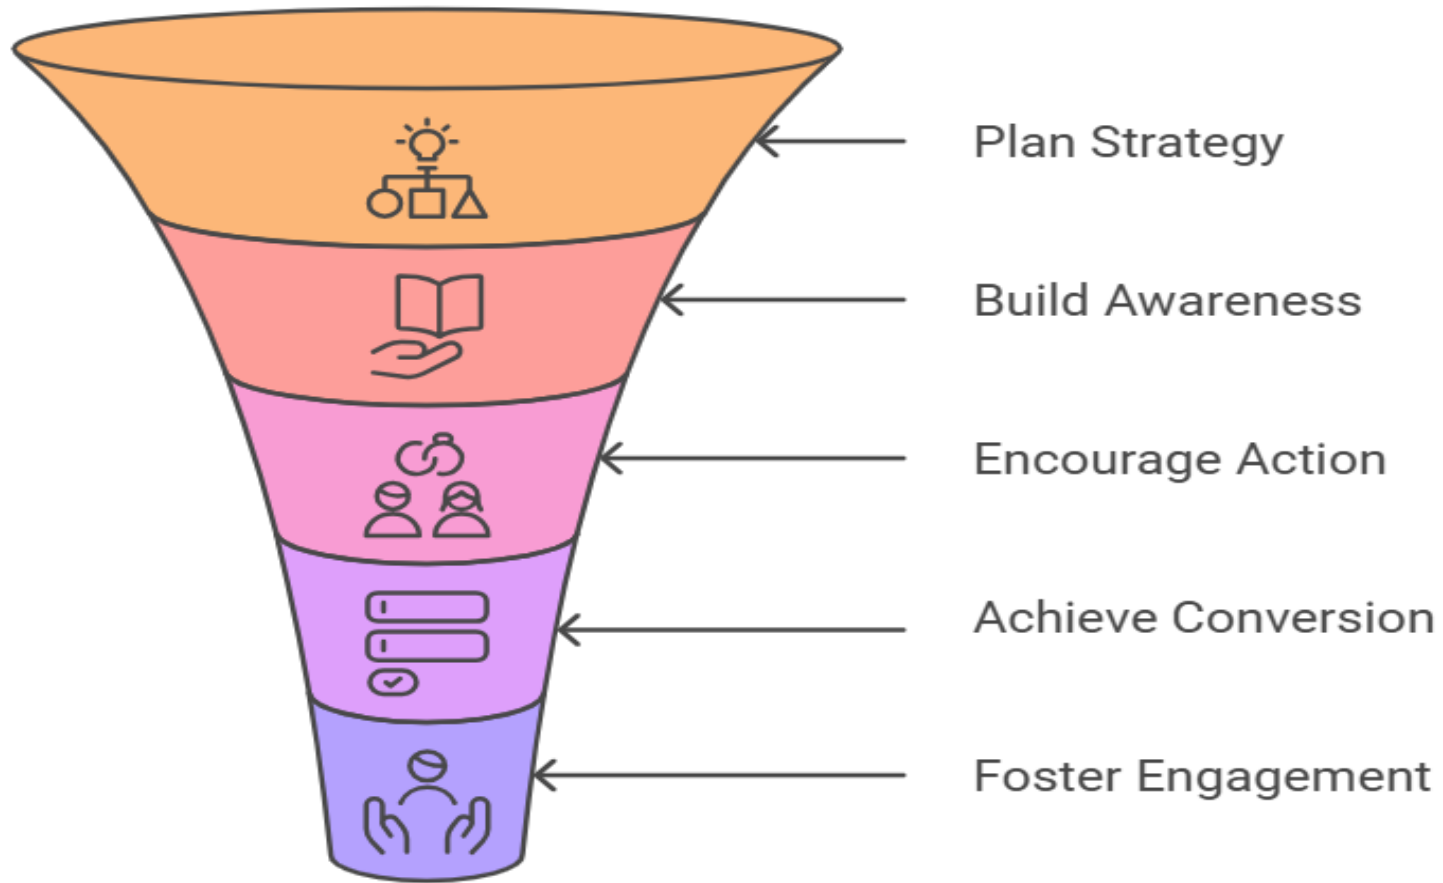 Plan Strategy
Build Awareness
Encourage Action
Achieve Conversion
Foster Engagement